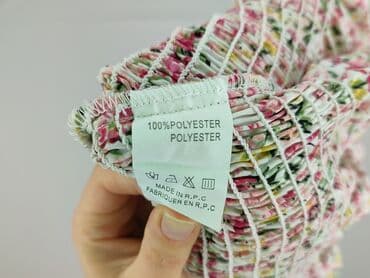 100%POLYESTER
POLYESTER
MADE IN R.P.C
FABRIQUER EN R.P.C